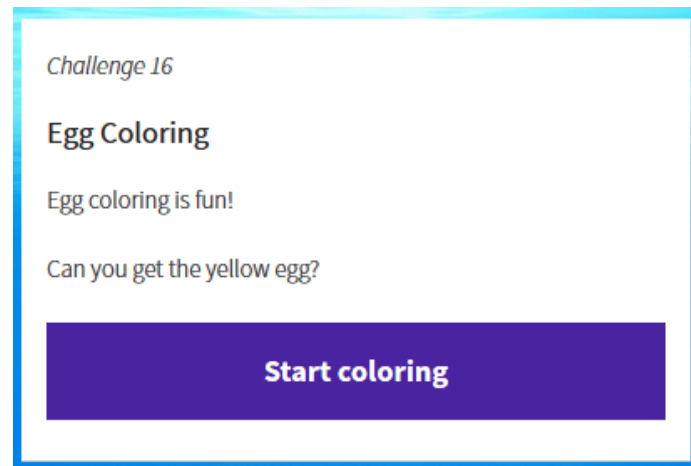 Challenge 16
Egg Coloring
Egg coloring is fun!
Can you get the yellow egg?
Start coloring